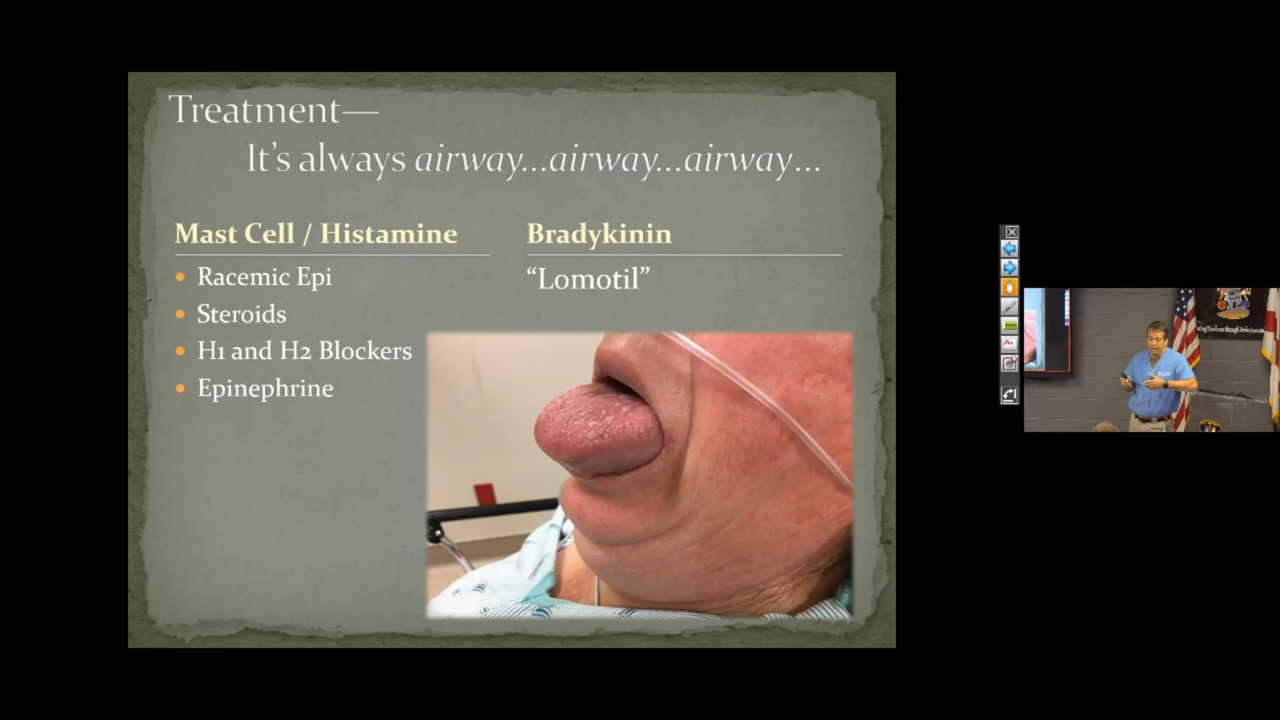 Treatment—
It's always airway...airway...airway...
Mast Cell / Histamine
Racemic Epi
Steroids
H1 and H2 Blockers
Epinephrine
Bradykinin
“Lomotil”